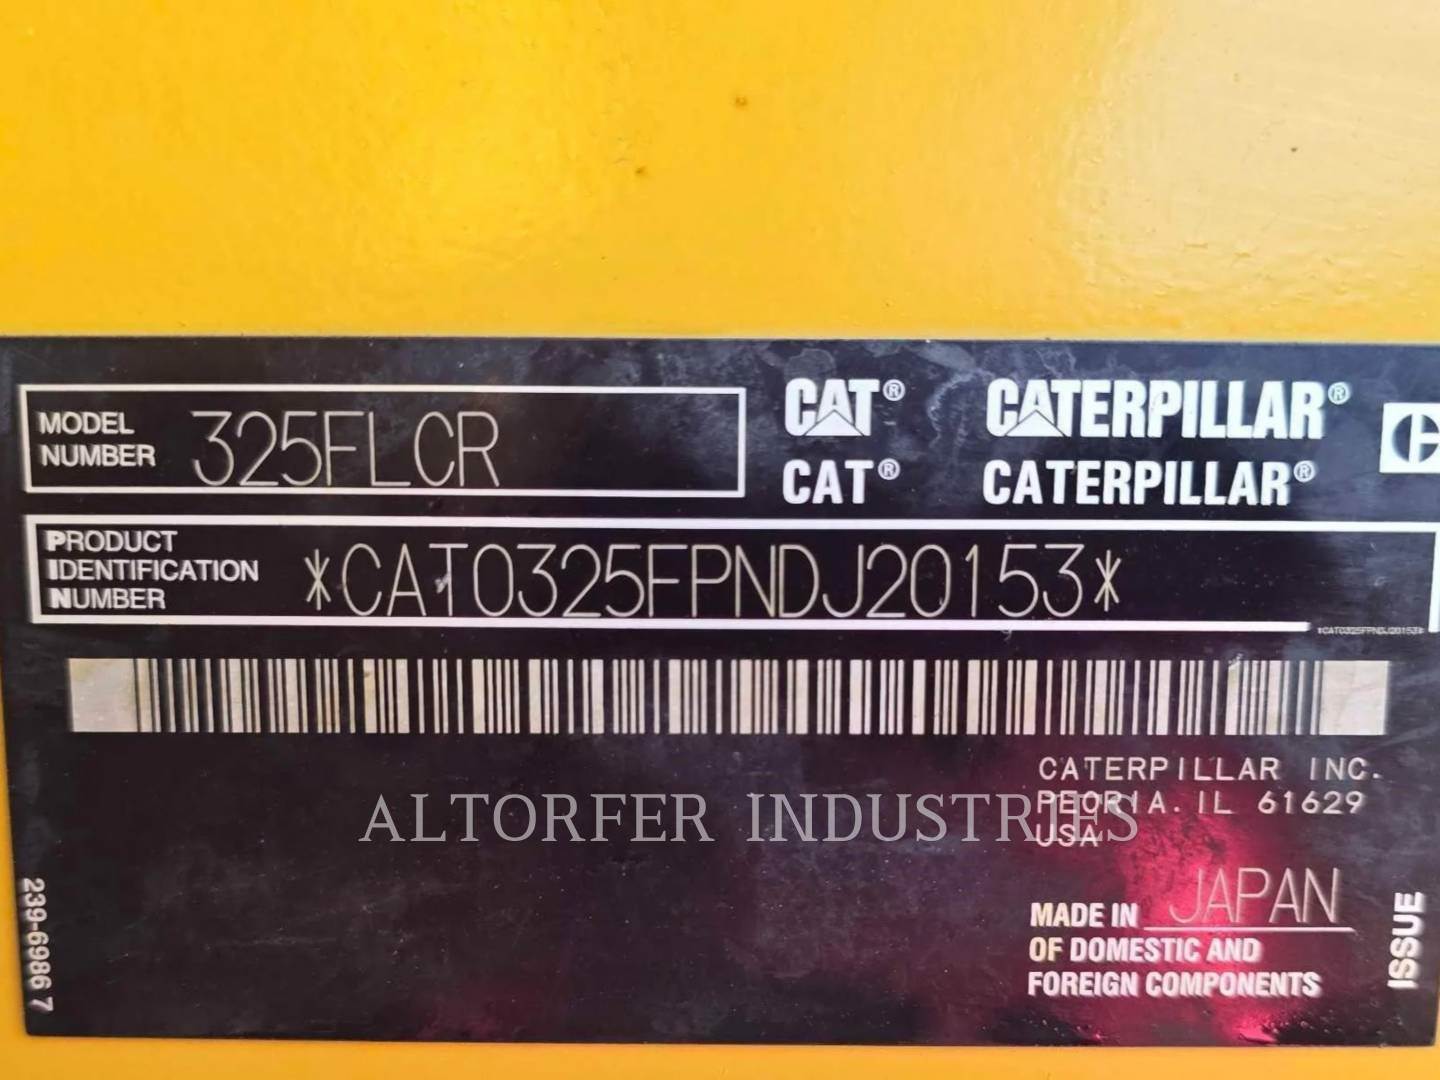 MODEL NUMBER 325FLCR
CAT® CATERPILLAR®
CAT® CATERPILLAR®
PRODUCT IDENTIFICATION NUMBER *CAT0325FPNDJ20153*
*CAT0325FPNDJ20153*
CATERPILLAR INC.
PEORIA. IL 61629
USA
ALTORFER INDUSTRIES
MADE IN JAPAN
OF DOMESTIC AND
FOREIGN COMPONENTS
239-6986 7
ISSUE